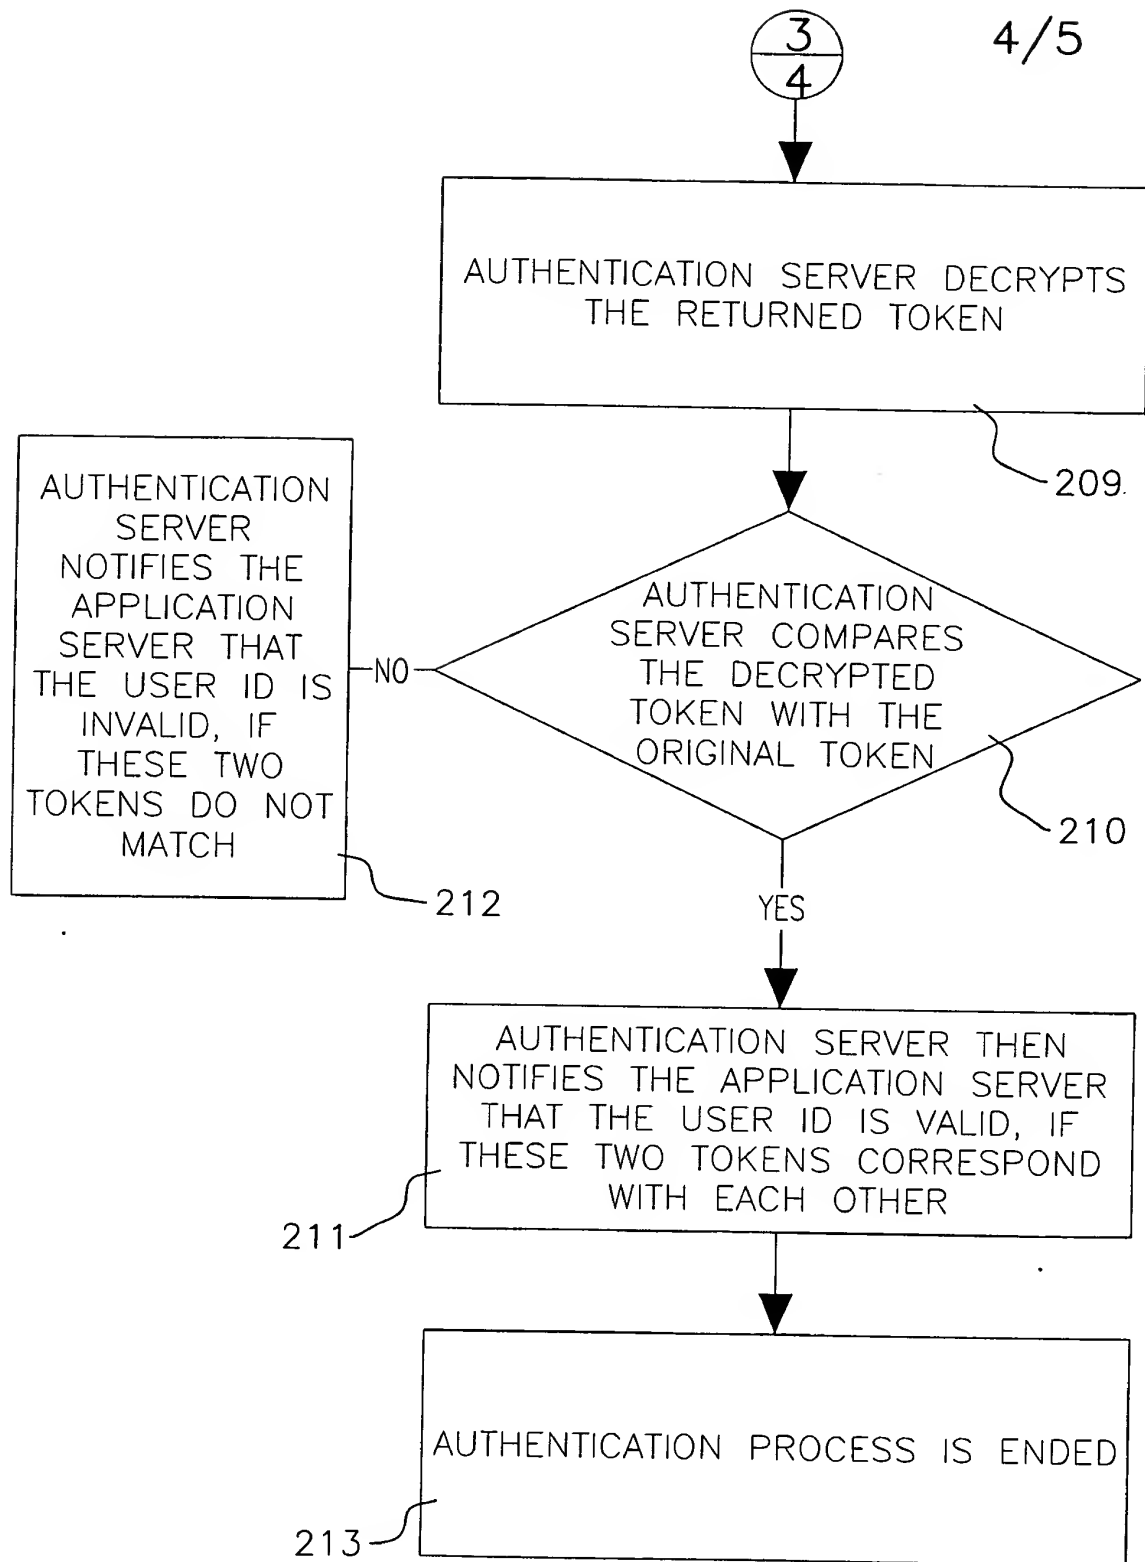 3
4
4/5
AUTHENTICATION SERVER DECRYPTS
THE RETURNED TOKEN
209
AUTHENTICATION
SERVER COMPARES
THE DECRYPTED
TOKEN WITH THE
ORIGINAL TOKEN
210
NO
AUTHENTICATION
SERVER
NOTIFIES THE
APPLICATION
SERVER THAT
THE USER ID IS
INVALID, IF
THESE TWO
TOKENS DO NOT
MATCH
212
YES
AUTHENTICATION SERVER THEN
NOTIFIES THE APPLICATION SERVER
THAT THE USER ID IS VALID, IF
THESE TWO TOKENS CORRESPOND
WITH EACH OTHER
211
AUTHENTICATION PROCESS IS ENDED
213